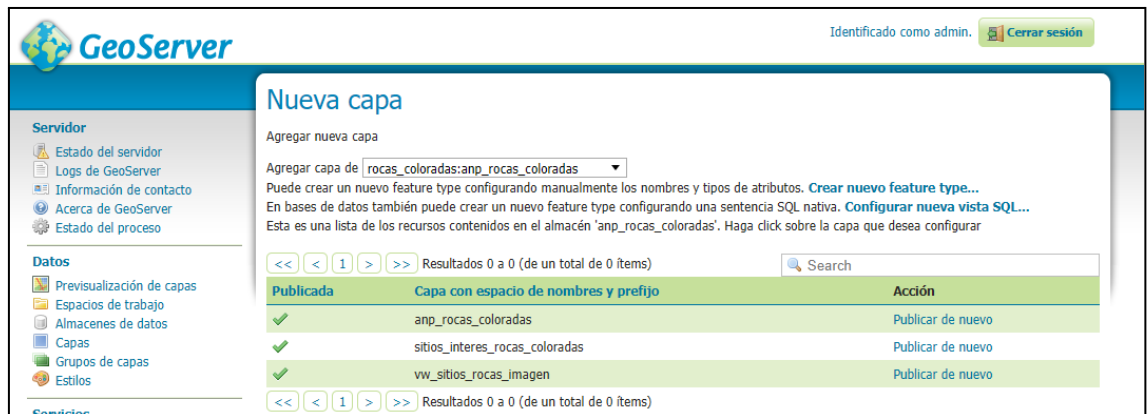 GeoServer
Identificado como admin.
Cerrar sesión
Servidor
Estado del servidor
Logs de GeoServer
Información de contacto
Acerca de GeoServer
Estado del proceso
Datos
Previsualización de capas
Espacios de trabajo
Almacenes de datos
Capas
Grupos de capas
Estilos
Servicios
Nueva capa
Agregar nueva capa
Agregar capa de rocas_coloradas:anp_rocas_coloradas
Puede crear un nuevo feature type configurando manualmente los nombres y tipos de atributos. Crear nuevo feature type...
En bases de datos también puede crear un nuevo feature type configurando una sentencia SQL nativa. Configurar nueva vista SQL...
Esta es una lista de los recursos contenidos en el almacén 'anp_rocas_coloradas'. Haga click sobre la capa que desea configurar
<< < 1 > >> Resultados 0 a 0 (de un total de 0 ítems) Search
Publicada Capa con espacio de nombres y prefijo Acción
anp_rocas_coloradas Publicar de nuevo
sitios_interes_rocas_coloradas Publicar de nuevo
vw_sitios_rocas_imagen Publicar de nuevo
<< < 1 > >> Resultados 0 a 0 (de un total de 0 ítems)